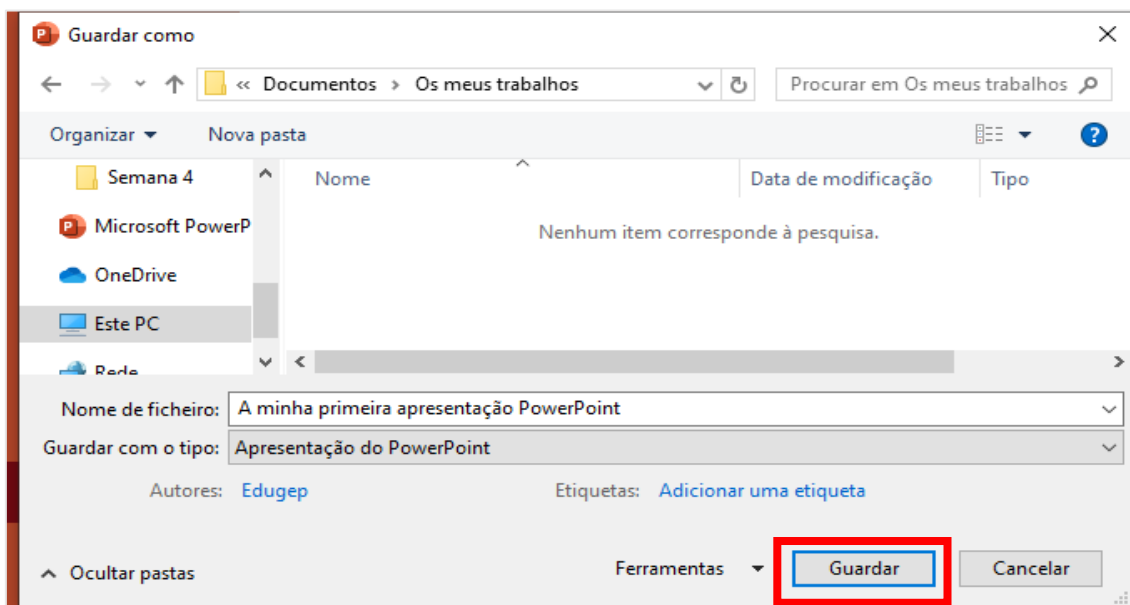 Guardar como
« Documentos > Os meus trabalhos
Procurar em Os meus trabalhos
Organizar
Nova pasta
Semana 4
Nome
Data de modificação
Tipo
Microsoft PowerP
Nenhum item corresponde à pesquisa.
OneDrive
Este PC
Rede
Nome de ficheiro: A minha primeira apresentação PowerPoint
Guardar com o tipo: Apresentação do PowerPoint
Autores: Edugep
Etiquetas: Adicionar uma etiqueta
Ocultar pastas
Ferramentas
Guardar
Cancelar